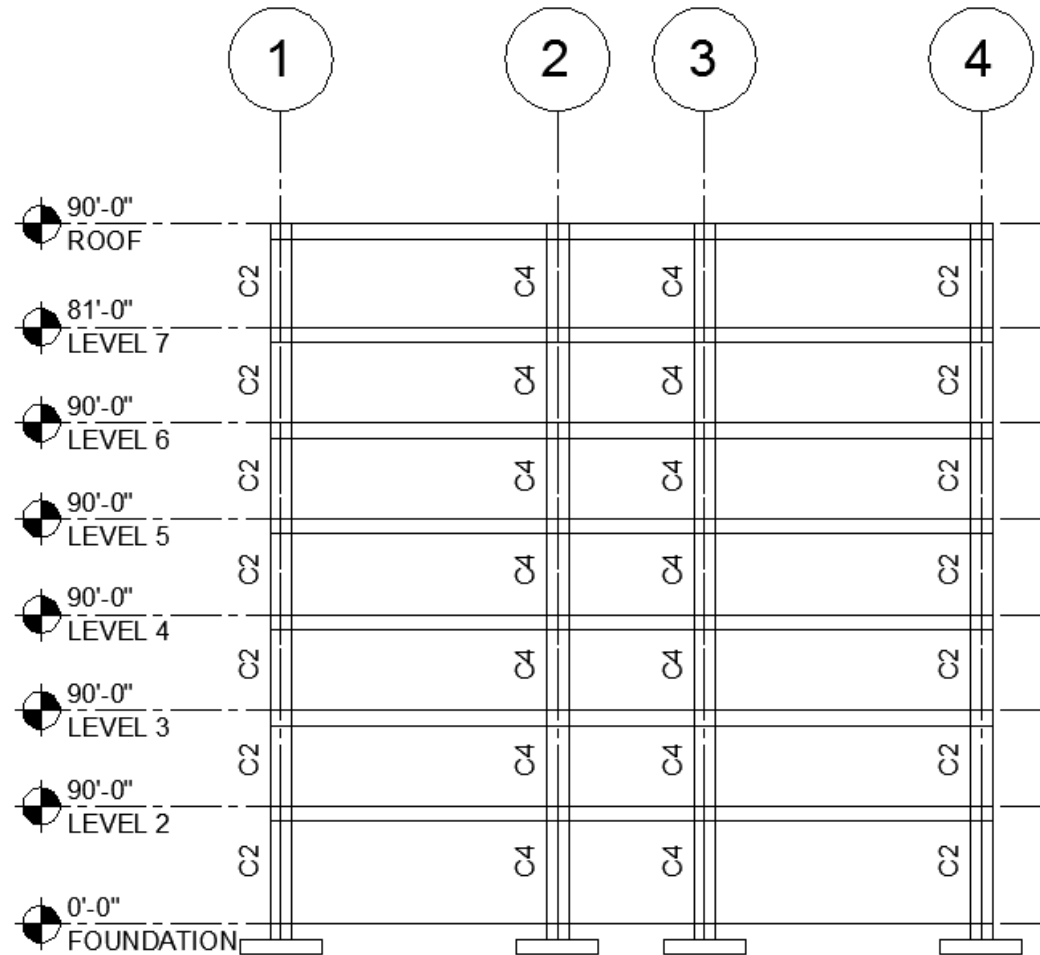 1 2 3 4
90'-0"
ROOF
C2 C4 C4 C2
81'-0"
LEVEL 7
C2 C4 C4 C2
90'-0"
LEVEL 6
C2 C4 C4 C2
90'-0"
LEVEL 5
C2 C4 C4 C2
90'-0"
LEVEL 4
C2 C4 C4 C2
90'-0"
LEVEL 3
C2 C4 C4 C2
90'-0"
LEVEL 2
C2 C4 C4 C2
0'-0"
FOUNDATION